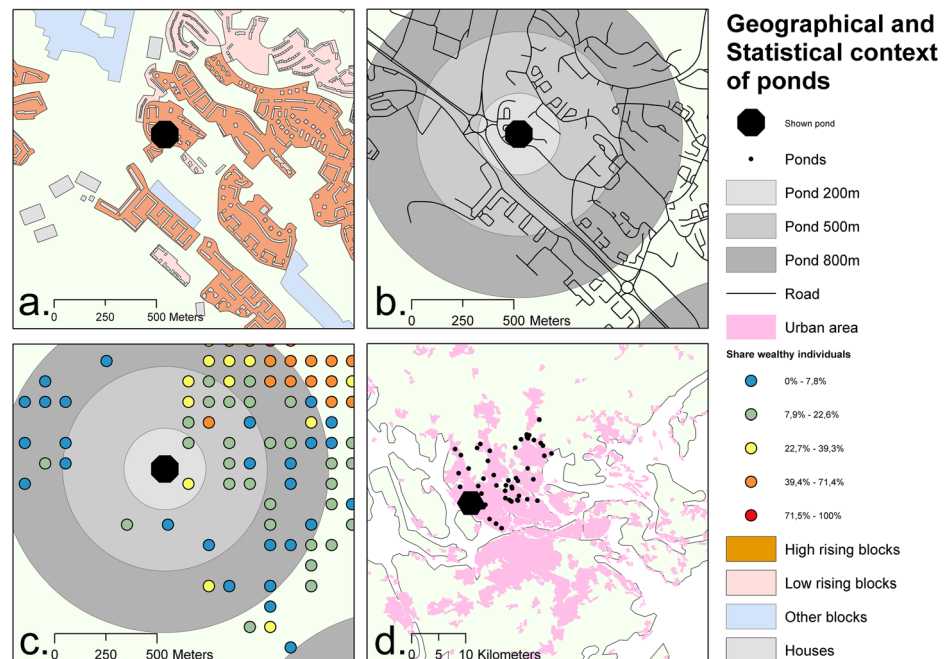 Geographical and
Statistical context
of ponds
Shown pond
Ponds
Pond 200m
Pond 500m
Pond 800m
Road
Urban area
Share wealthy individuals
0% - 7,8%
7,9% - 22,6%
22,7% - 39,3%
39,4% - 71,4%
71,5% - 100%
High rising blocks
Low rising blocks
Other blocks
Houses
a.
0 250 500 Meters
b.
0 250 500 Meters
c.
0 250 500 Meters
d.
0 5 10 Kilometers